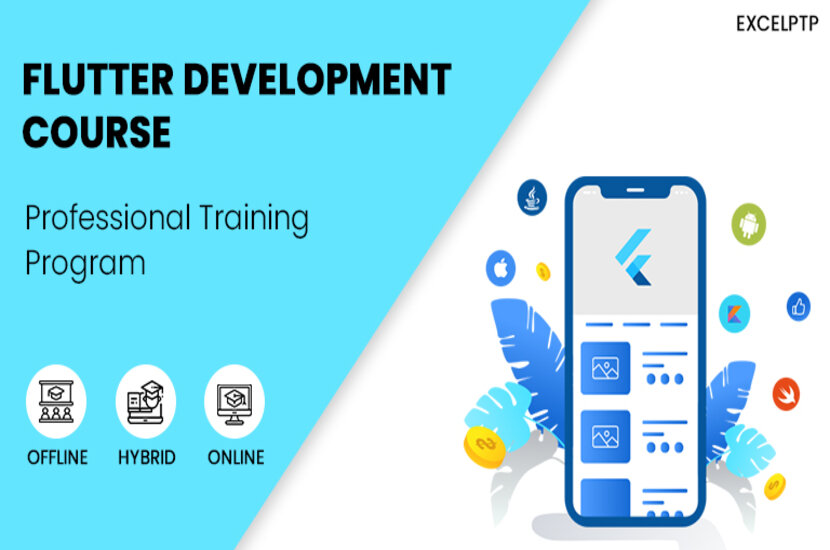 EXCELPTP
FLUTTER DEVELOPMENT
COURSE
Professional Training
Program
OFFLINE
HYBRID
ONLINE